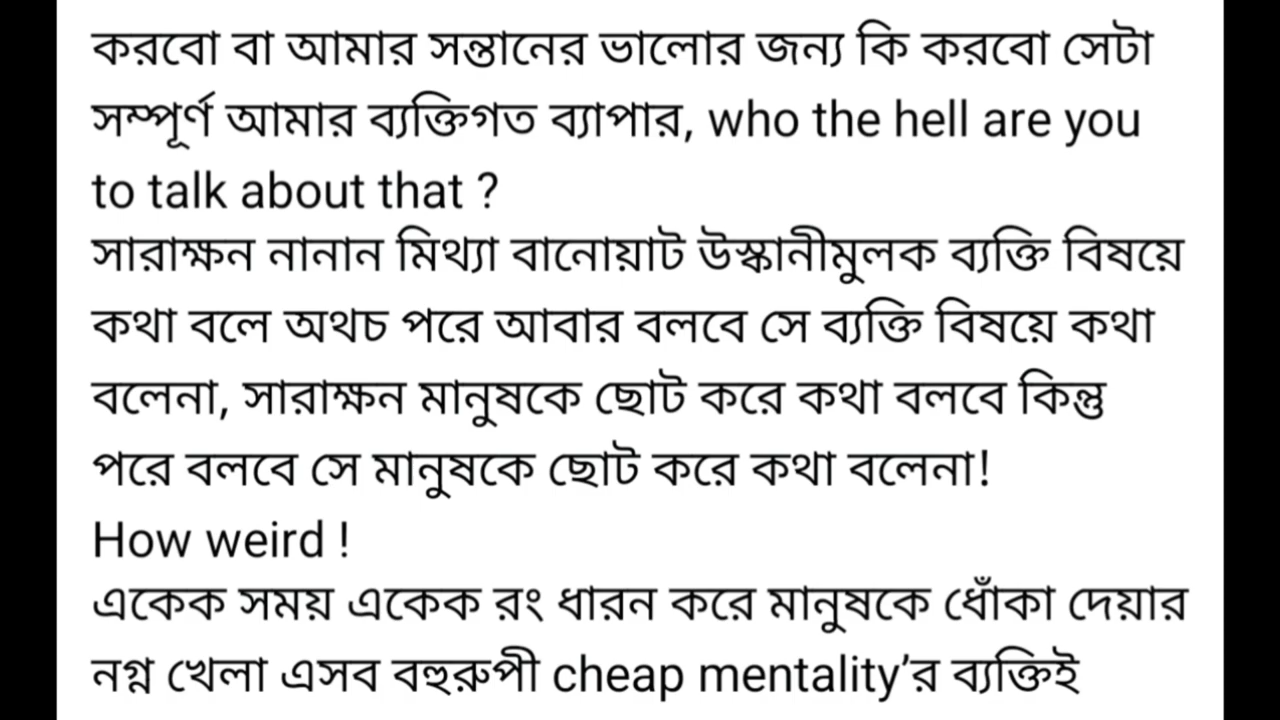 করবো বা আমার সন্তানের ভালোর জন্য কি করবো সেটা
সম্পূর্ণ আমার ব্যক্তিগত ব্যাপার, who the hell are you
to talk about that ?
সারাক্ষন নানান মিথ্যা বানোয়াট উস্কানীমুলক ব্যক্তি বিষয়ে
কথা বলে অথচ পরে আবার বলবে সে ব্যক্তি বিষয়ে কথা
বলেনা, সারাক্ষন মানুষকে ছোট করে কথা বলবে কিন্তু
পরে বলবে সে মানুষকে ছোট করে কথা বলেনা!
How weird !
একেক সময় একেক রং ধারন করে মানুষকে ধোঁকা দেয়ার
নগ্ন খেলা এসব বহুরুপী cheap mentality’র ব্যক্তিই